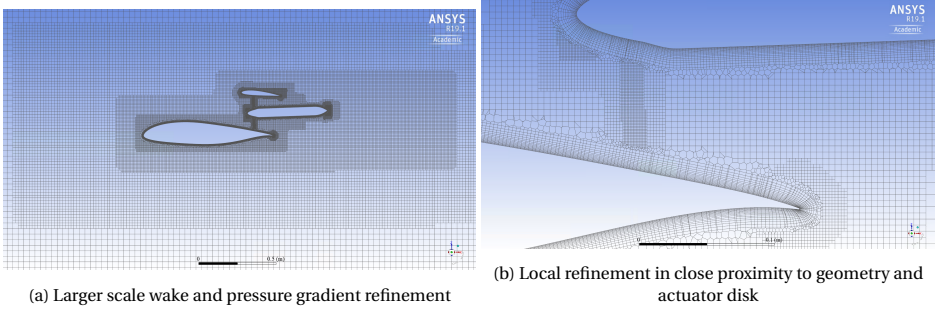 ANSYS
R19.1
Academic
0
0.5 (m)
(a) Larger scale wake and pressure gradient refinement
ANSYS
R19.1
Academic
0
0.1 (m)
(b) Local refinement in close proximity to geometry and
actuator disk